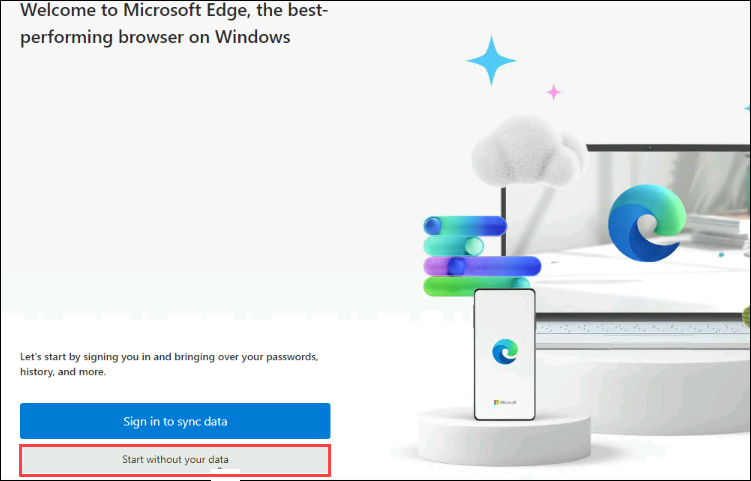 Welcome to Microsoft Edge, the best-
performing browser on Windows
Let's start by signing you in and bringing over your passwords,
history, and more.
Sign in to sync data
Start without your data
Microsoft